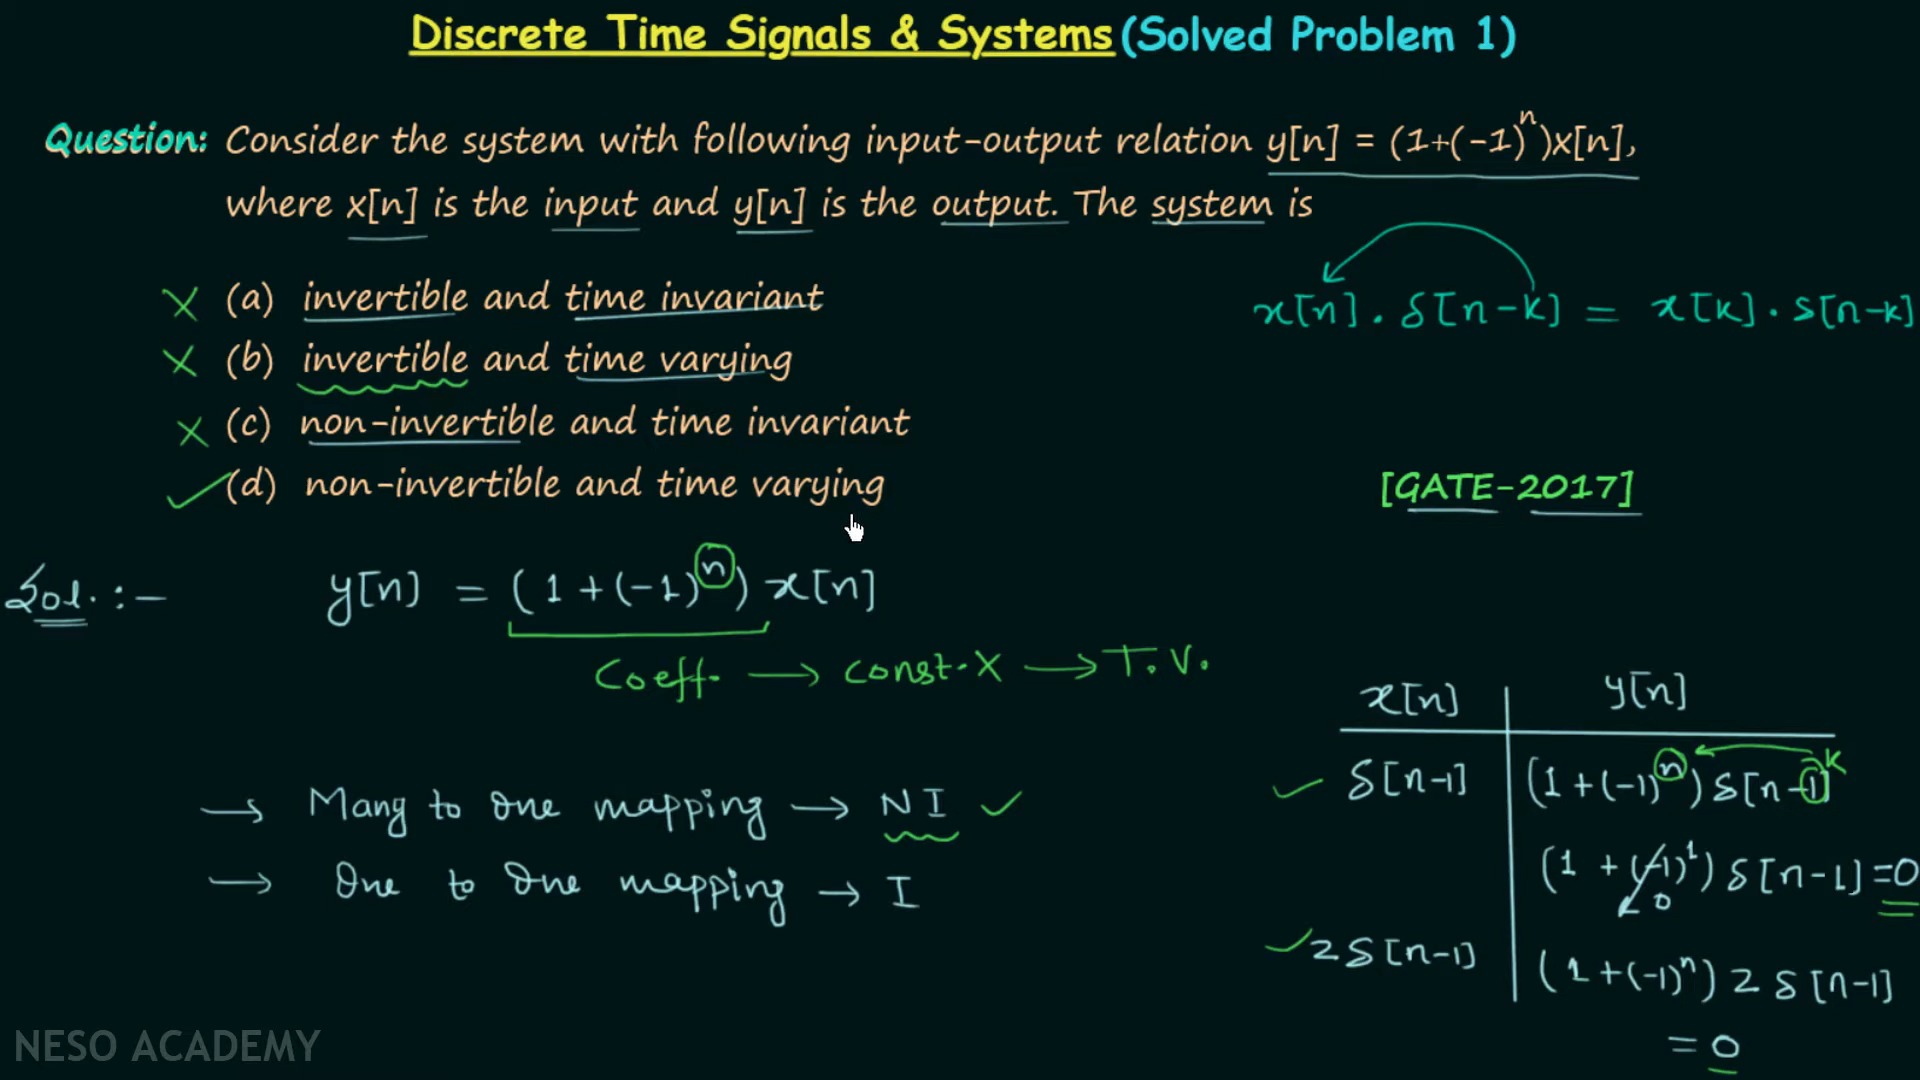 Discrete Time Signals & Systems (Solved Problem 1)
Question: Consider the system with following input-output relation y[n] = (1+(-1)ⁿ)x[n],
where x[n] is the input and y[n] is the output. The system is
x[n] . δ[n-k] = x[k] . δ[n-k]
X (a) invertible and time invariant
X (b) invertible and time varying
X (c) non-invertible and time invariant
✓ (d) non-invertible and time varying
[GATE-2017]
Sol. :- y[n] = (1+(-1)ⁿ) x[n]
Coeff. → const. X → T.V.
x[n] y[n]
✓ δ[n-1] (1+(-1)ⁿ) δ[n-1] k
→ Mang to one mapping → NI ✓
(1 + (-1)¹) δ[n-1] = 0
0
→ One to One mapping → I
✓ 2δ[n-1] (1+(-1)ⁿ) 2 δ[n-1]
= 0
NESO ACADEMY